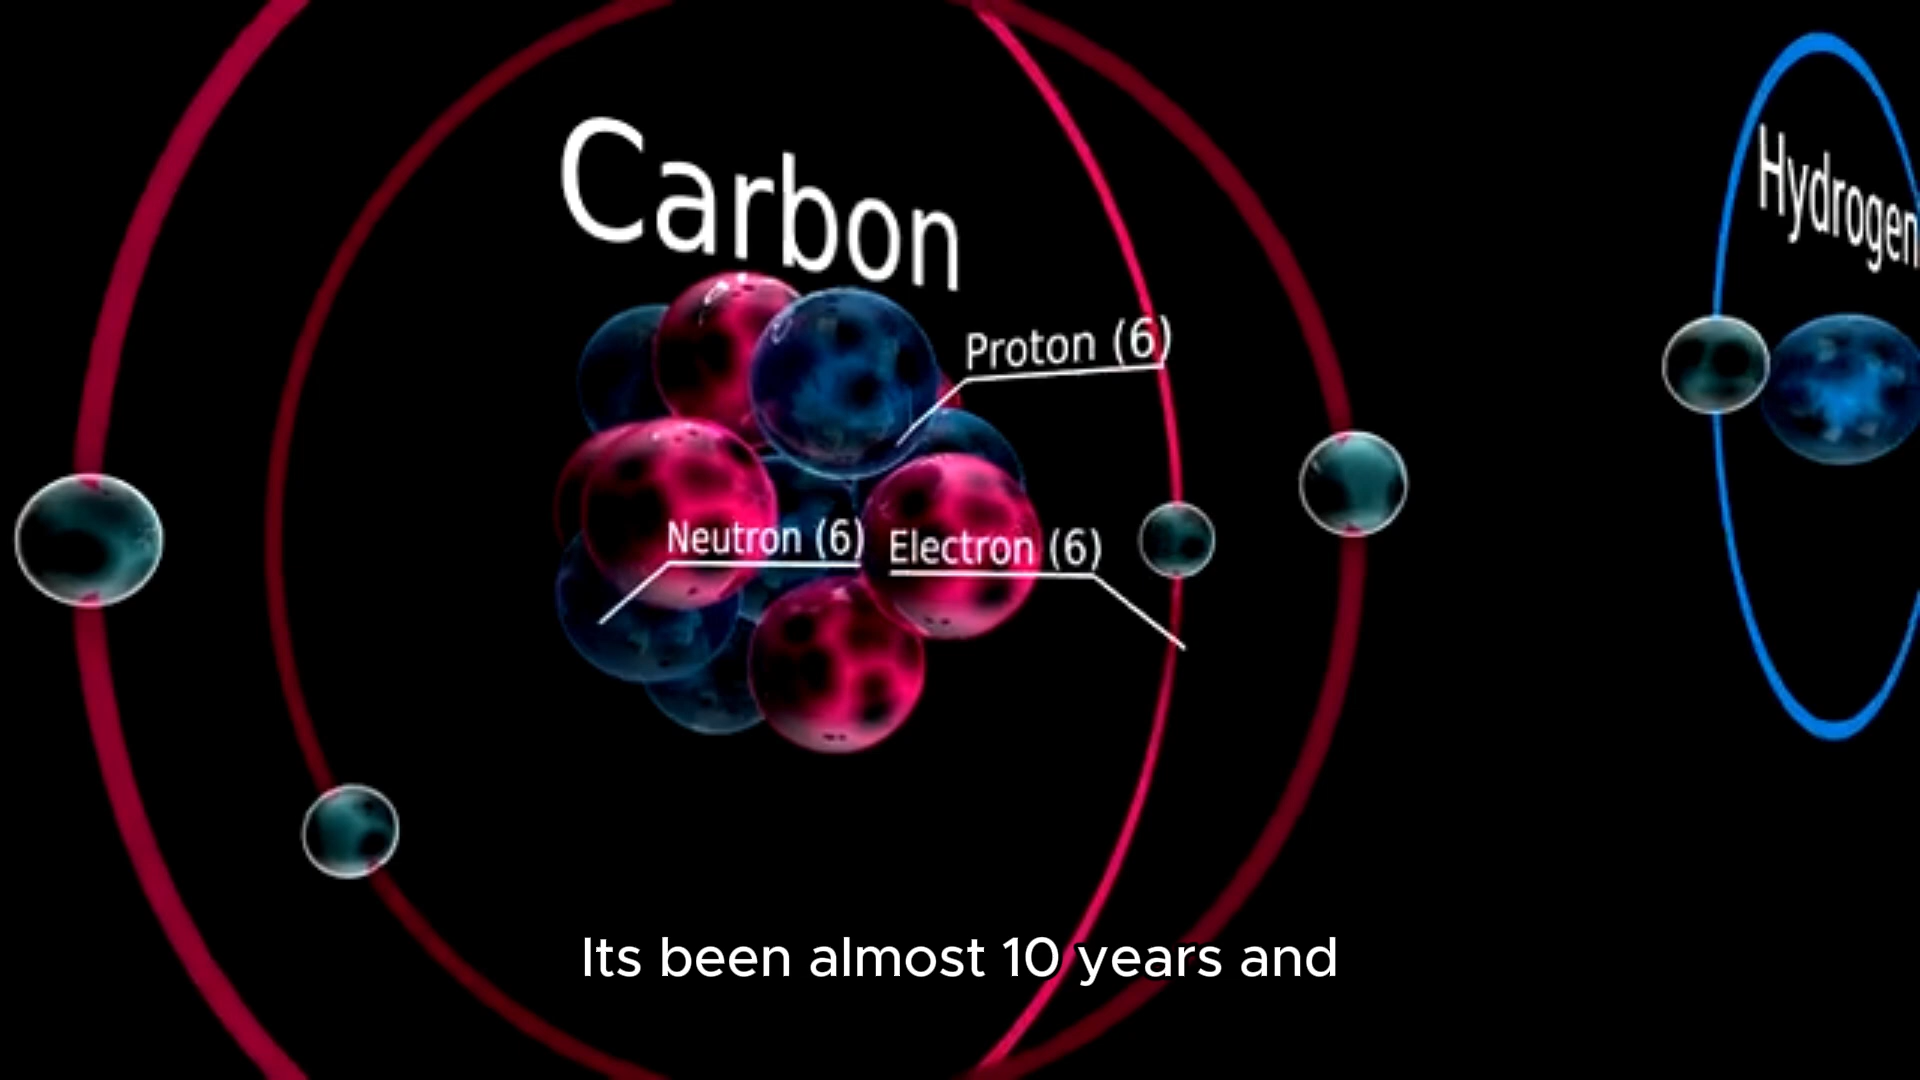 Carbon
Hydrogen
Proton (6)
Neutron (6)
Electron (6)
Its been almost 10 years and